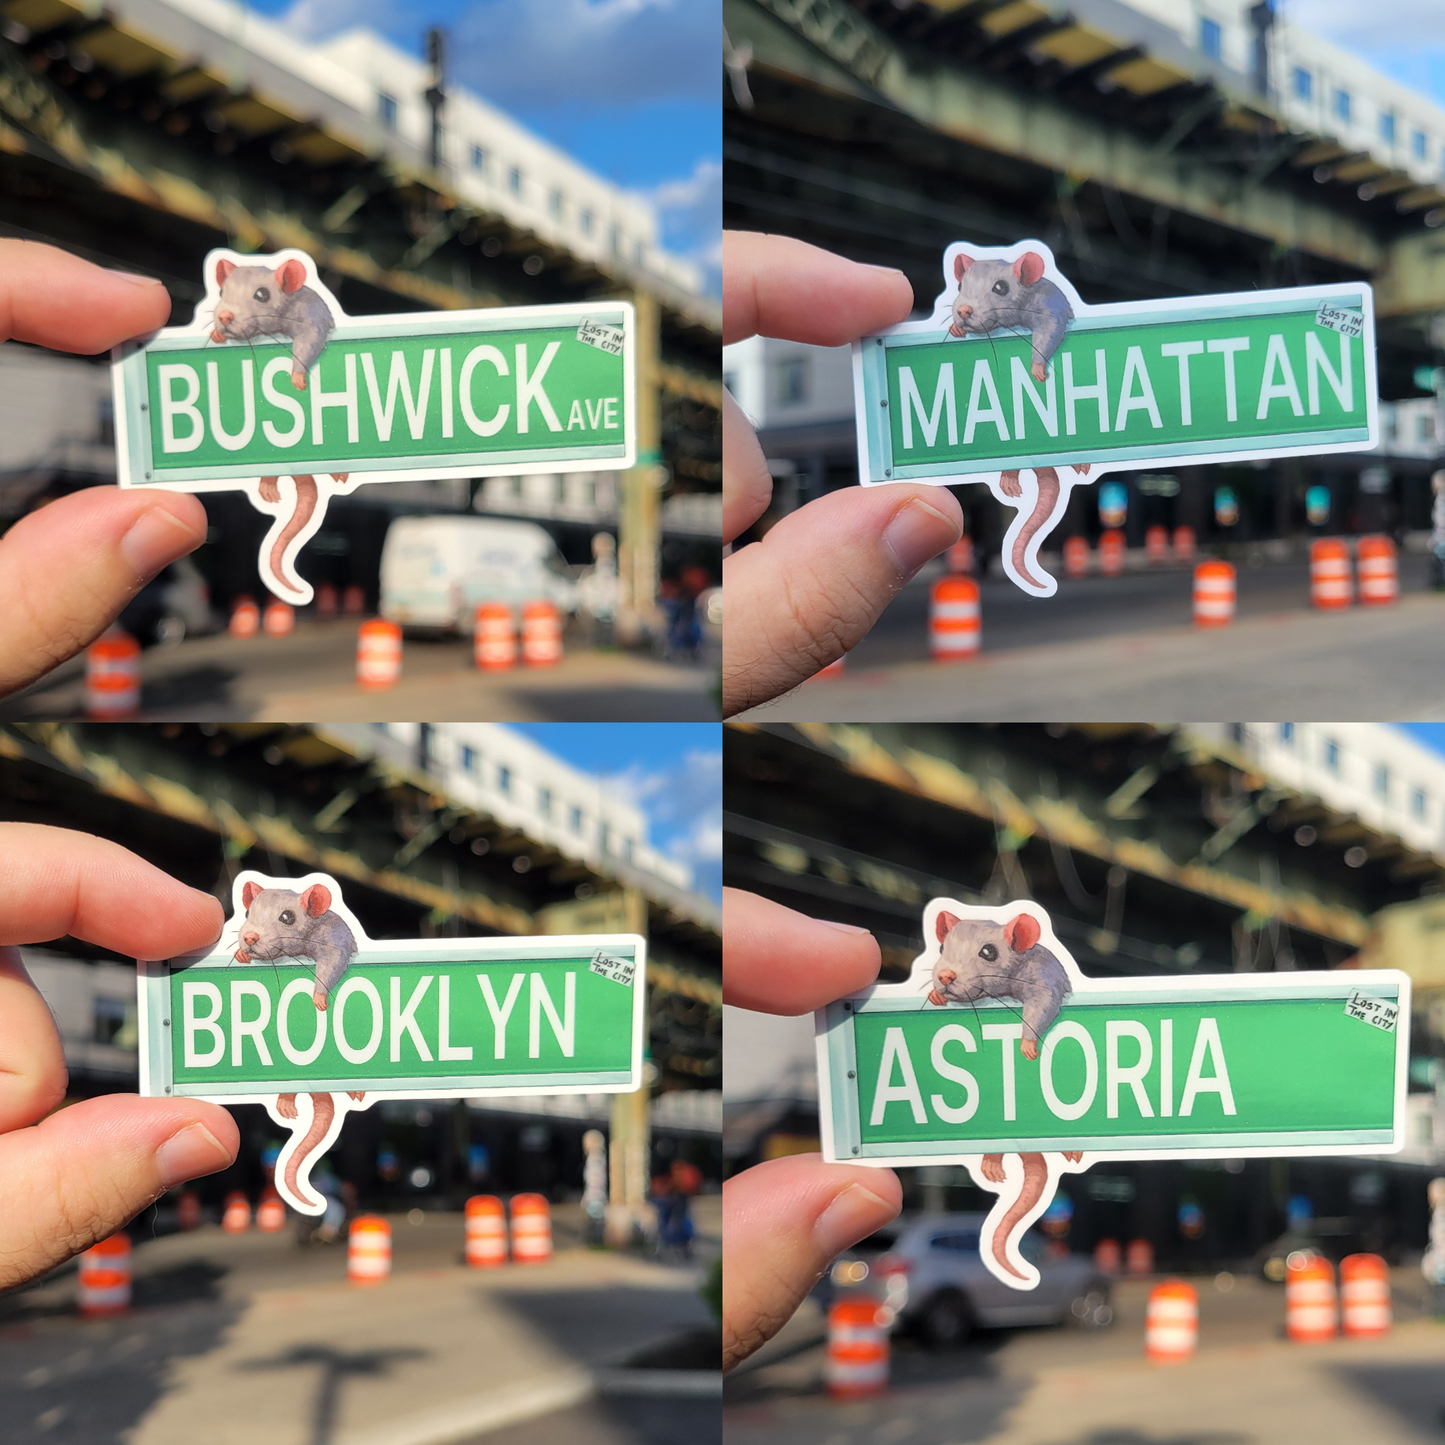 BUSHWICK AVE
LOST IN
THE CITY
MANHATTAN
LOST IN
THE CITY
BROOKLYN
LOST IN
THE CITY
ASTORIA
LOST IN
THE CITY